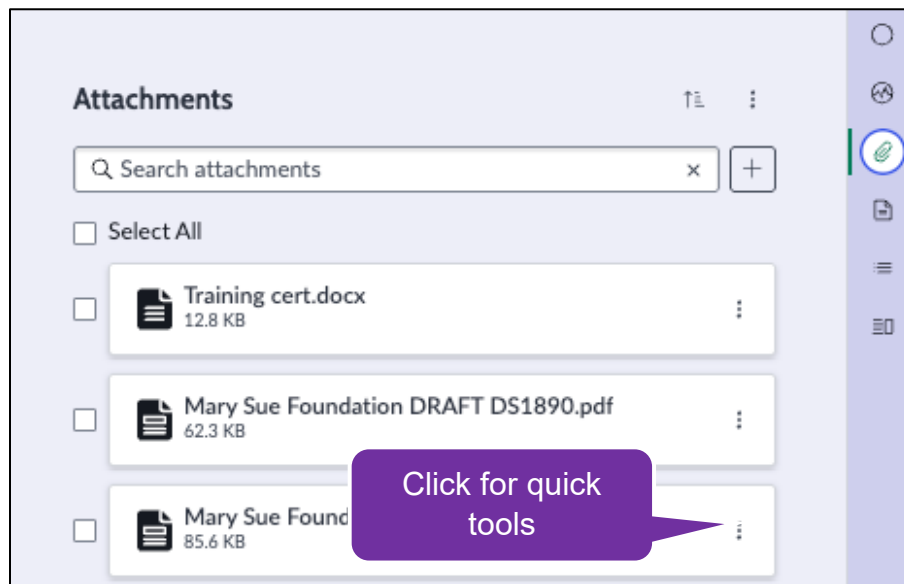 Attachments
Search attachments
Select All
Training cert.docx
12.8 KB
Mary Sue Foundation DRAFT DS1890.pdf
62.3 KB
Mary Sue Found
85.6 KB
Click for quick
tools